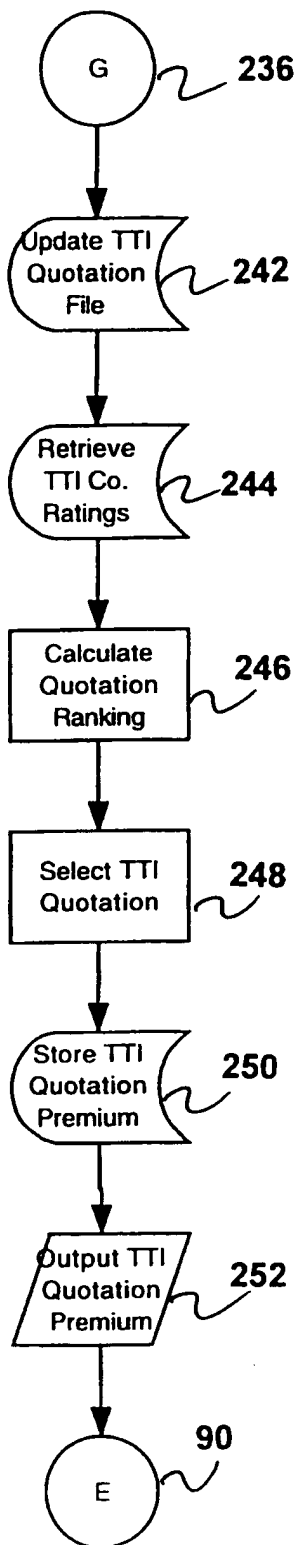 G
236
Update TTI
Quotation
File
242
Retrieve
TTI Co.
Ratings
244
Calculate
Quotation
Ranking
246
Select TTI
Quotation
248
Store TTI
Quotation
Premium
250
Output TTI
Quotation
Premium
252
E
90